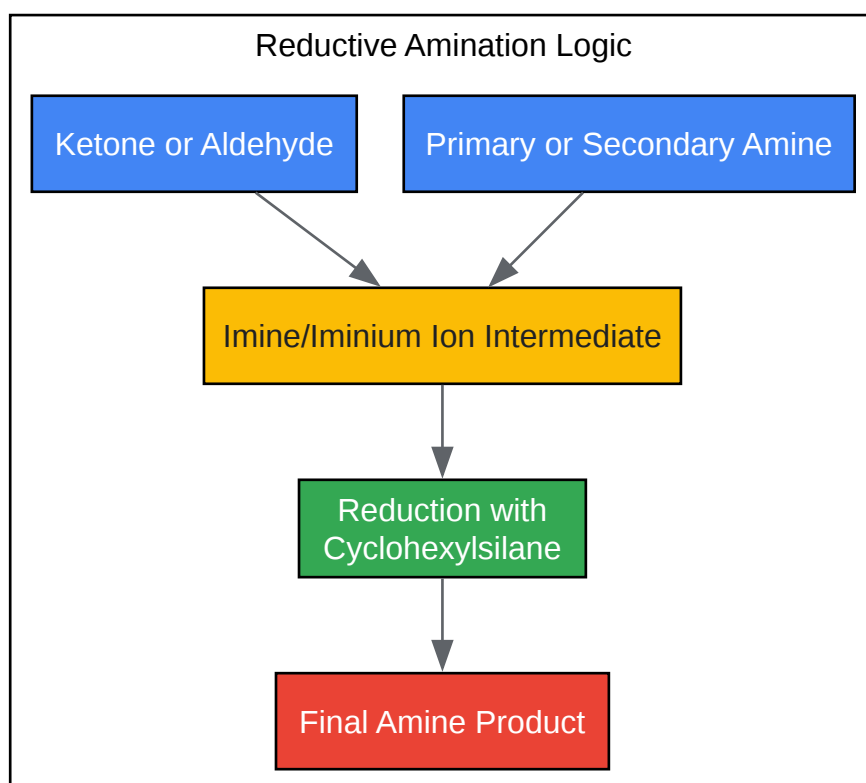 Reductive Amination Logic
Ketone or Aldehyde
Primary or Secondary Amine
Imine/Iminium Ion Intermediate
Reduction with
Cyclohexylsilane
Final Amine Product